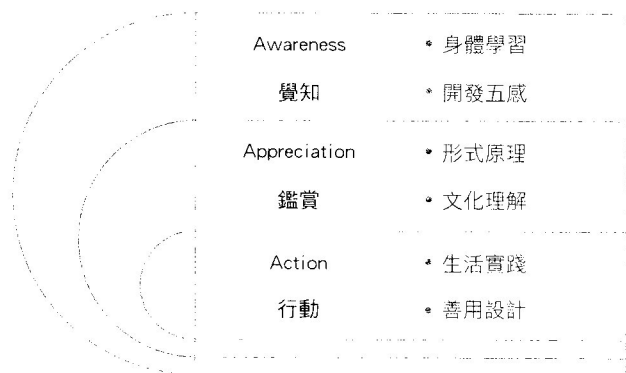 Awareness
覺知
• 身體學習
• 開發五感
Appreciation
鑑賞
• 形式原理
• 文化理解
Action
行動
• 生活實踐
• 善用設計